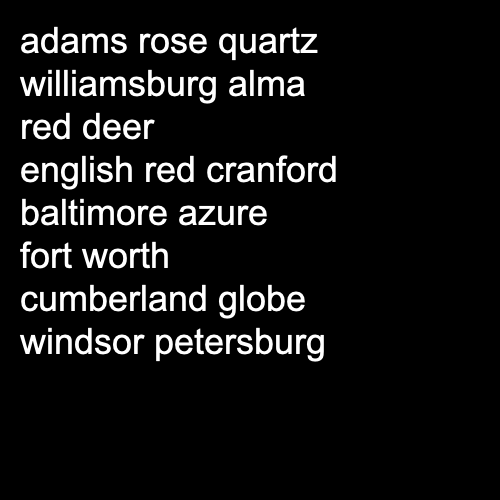 adams rose quartz
williamsburg alma
red deer
english red cranford
baltimore azure
fort worth
cumberland globe
windsor petersburg